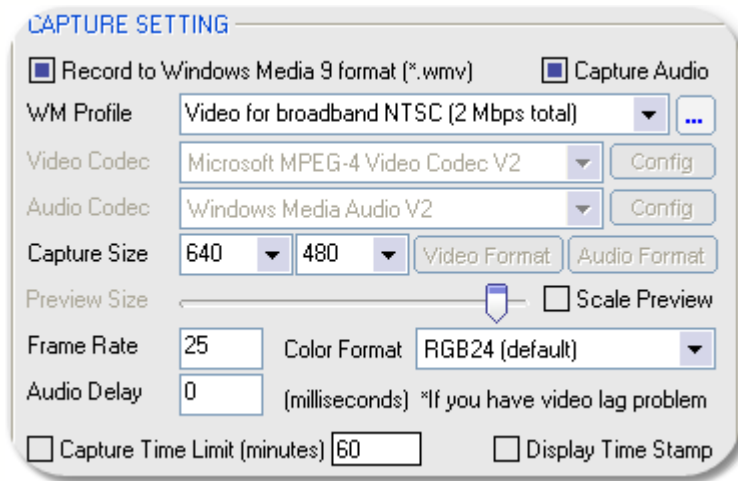 CAPTURE SETTING
Record to Windows Media 9 format (*.wmv) Capture Audio
WM Profile Video for broadband NTSC (2 Mbps total) ...
Video Codec Microsoft MPEG-4 Video Codec V2 Config
Audio Codec Windows Media Audio V2 Config
Capture Size 640 480 Video Format Audio Format
Preview Size Scale Preview
Frame Rate 25 Color Format RGB24 (default)
Audio Delay 0 (milliseconds) *If you have video lag problem
Capture Time Limit (minutes) 60 Display Time Stamp